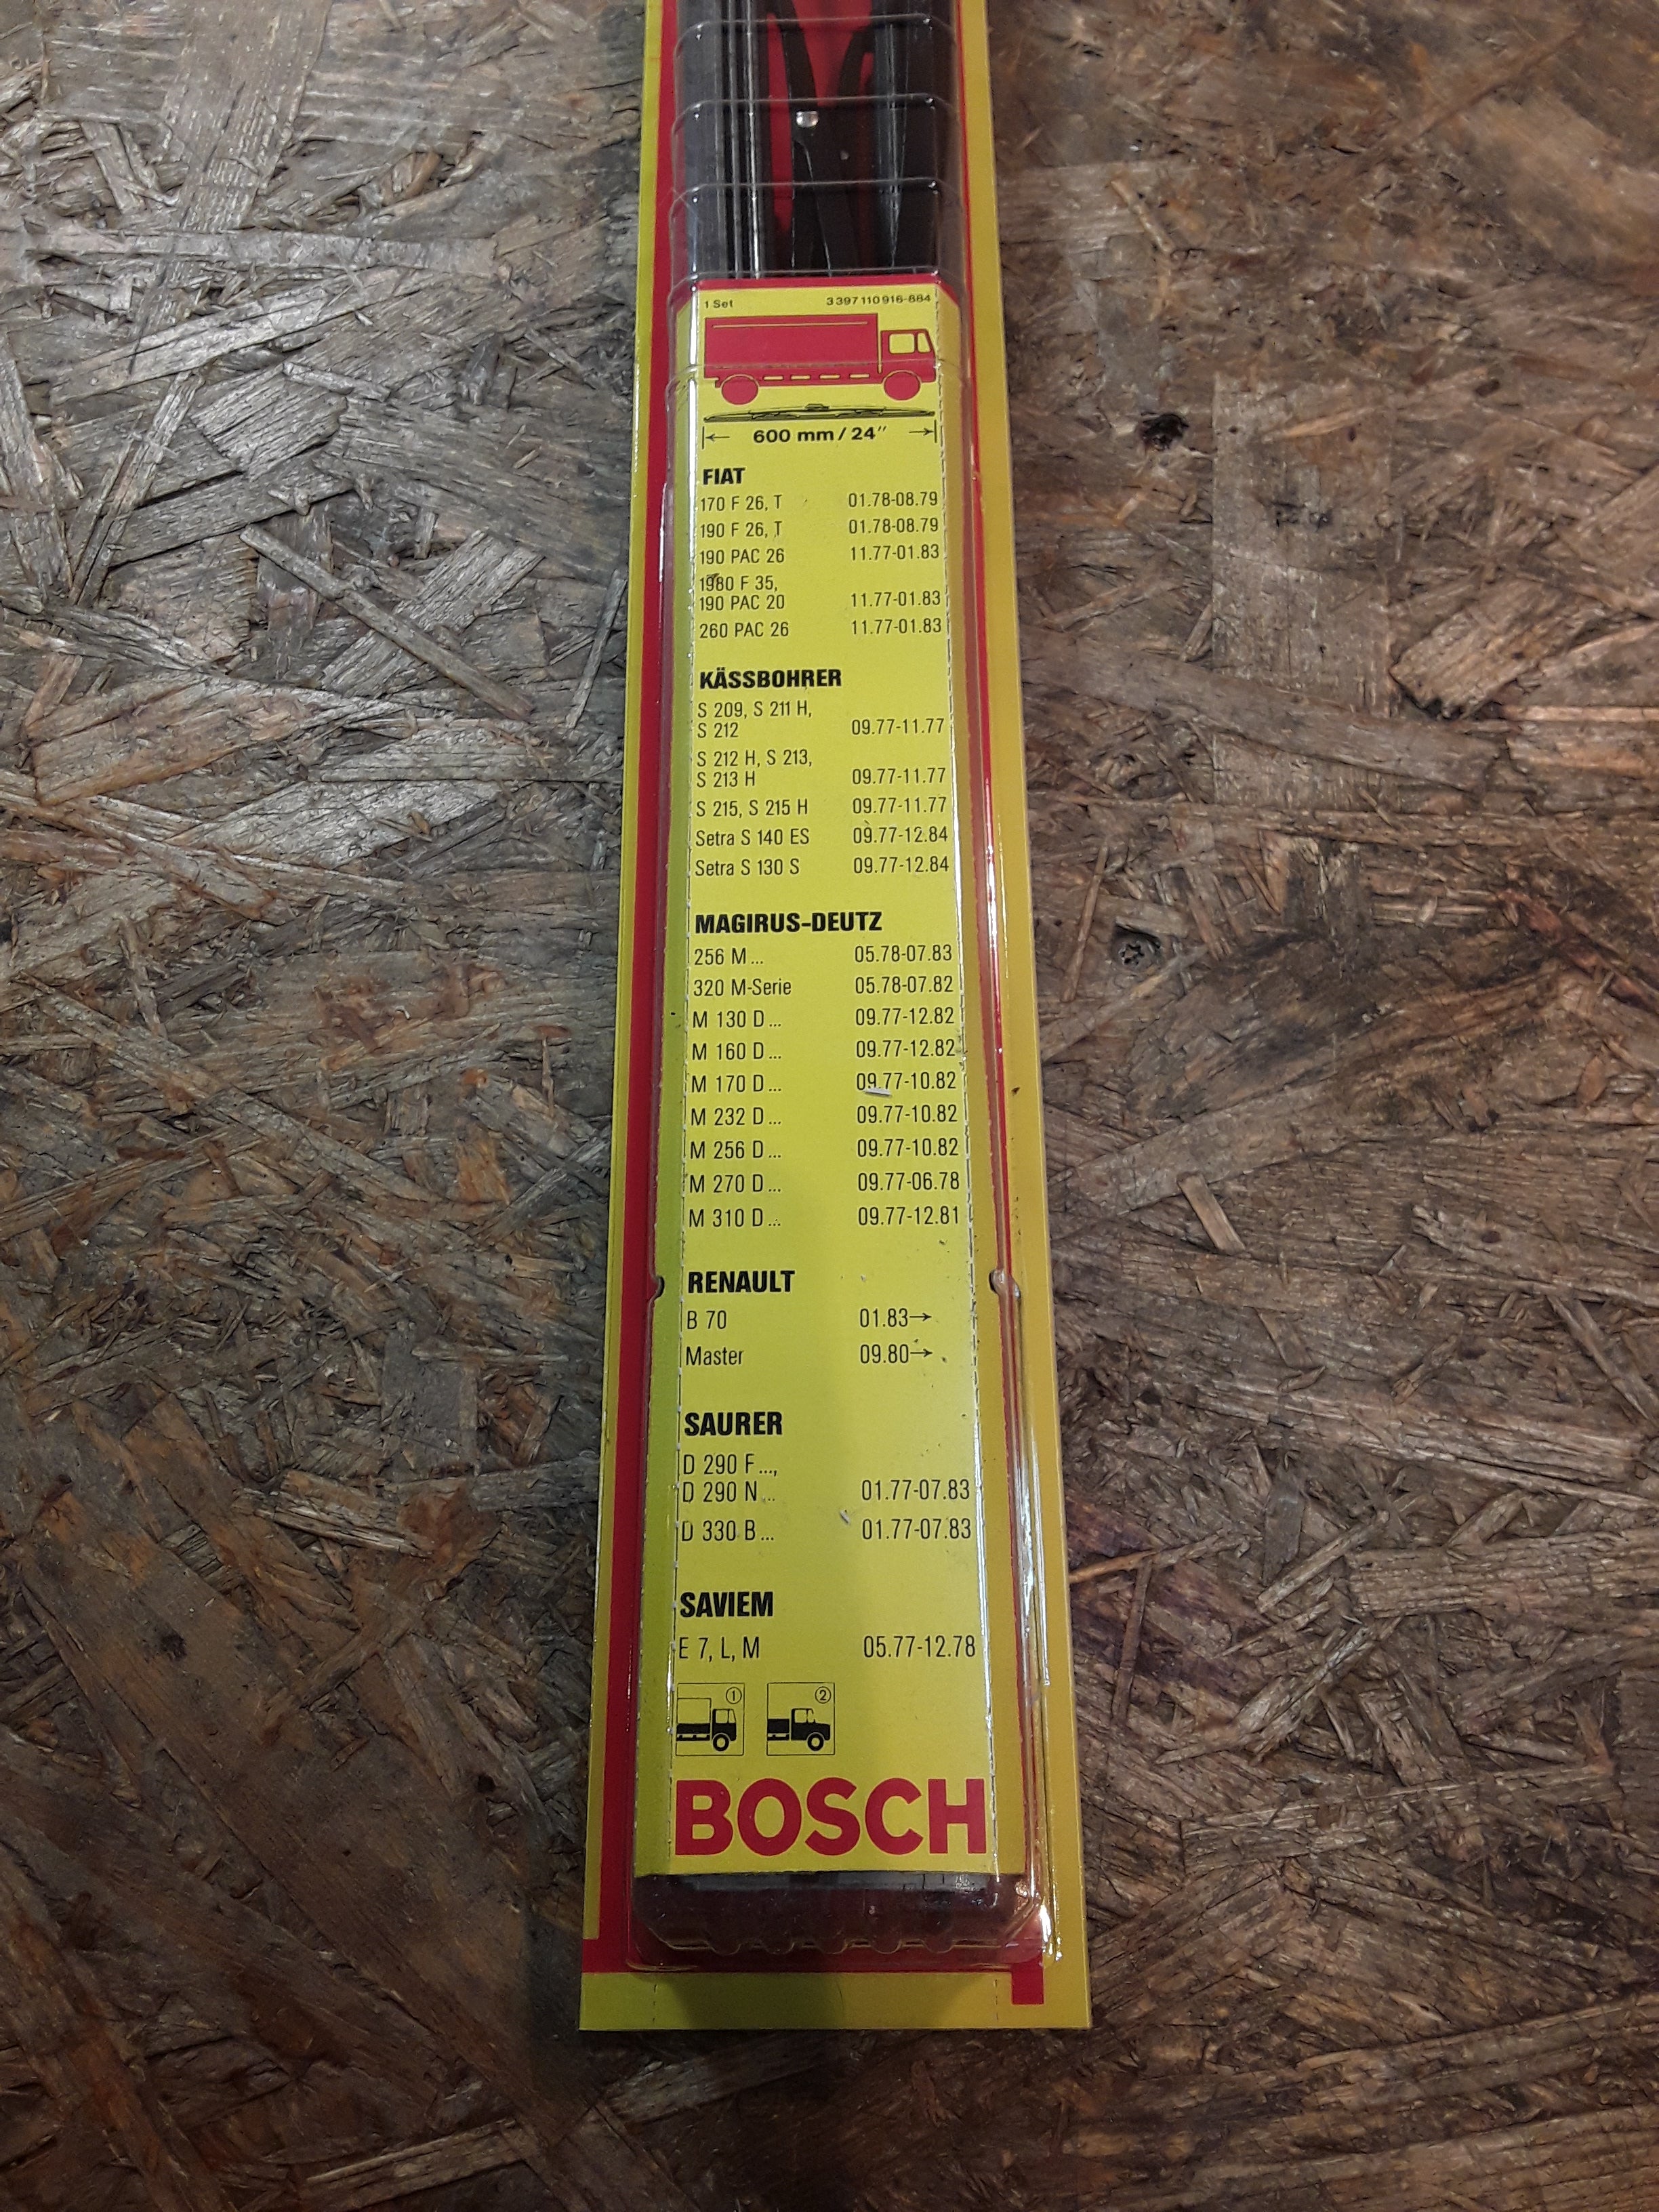 1 Set 3 397 110 916-884
600 mm / 24"
FIAT
170 F 26, T 01.78-08.79
190 F 26, T 01.78-08.79
190 PAC 26 11.77-01.83
1980 F 35,
190 PAC 20 11.77-01.83
260 PAC 26 11.77-01.83
KÄSSBOHRER
S 209, S 211 H,
S 212 09.77-11.77
S 212 H, S 213,
S 213 H 09.77-11.77
S 215, S 215 H 09.77-11.77
Setra S 140 ES 09.77-12.84
Setra S 130 S 09.77-12.84
MAGIRUS-DEUTZ
256 M... 05.78-07.83
320 M-Serie 05.78-07.82
M 130 D... 09.77-12.82
M 160 D... 09.77-12.82
M 170 D... 09.77-10.82
M 232 D... 09.77-10.82
M 256 D... 09.77-10.82
M 270 D... 09.77-06.78
M 310 D... 09.77-12.81
RENAULT
B 70 01.83→
Master 09.80→
SAURER
D 290 F...,
D 290 N... 01.77-07.83
D 330 B... 01.77-07.83
SAVIEM
E 7, L, M 05.77-12.78
① ②
BOSCH